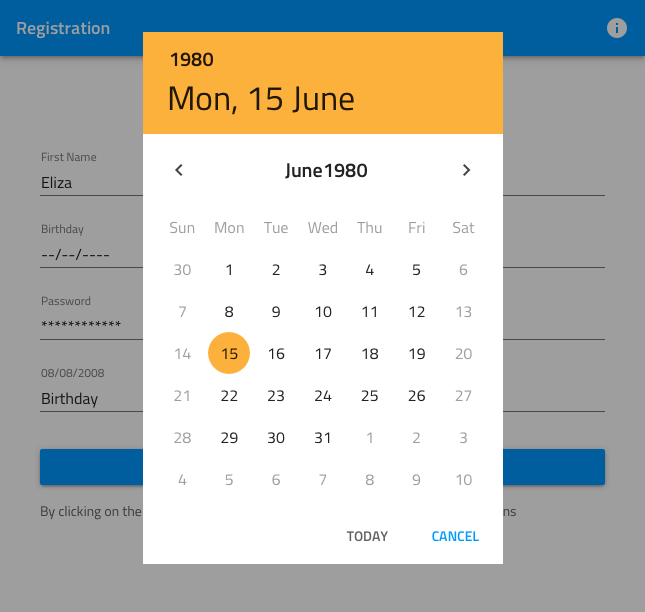 Registration
1980
Mon, 15 June
June1980
Sun Mon Tue Wed Thu Fri Sat
30 1 2 3 4 5 6
7 8 9 10 11 12 13
14 15 16 17 18 19 20
21 22 23 24 25 26 27
28 29 30 31 1 2 3
4 5 6 7 8 9 10
TODAY CANCEL
First Name
Eliza
Birthday
--/--/----
Password
************
08/08/2008
Birthday
By clicking on the